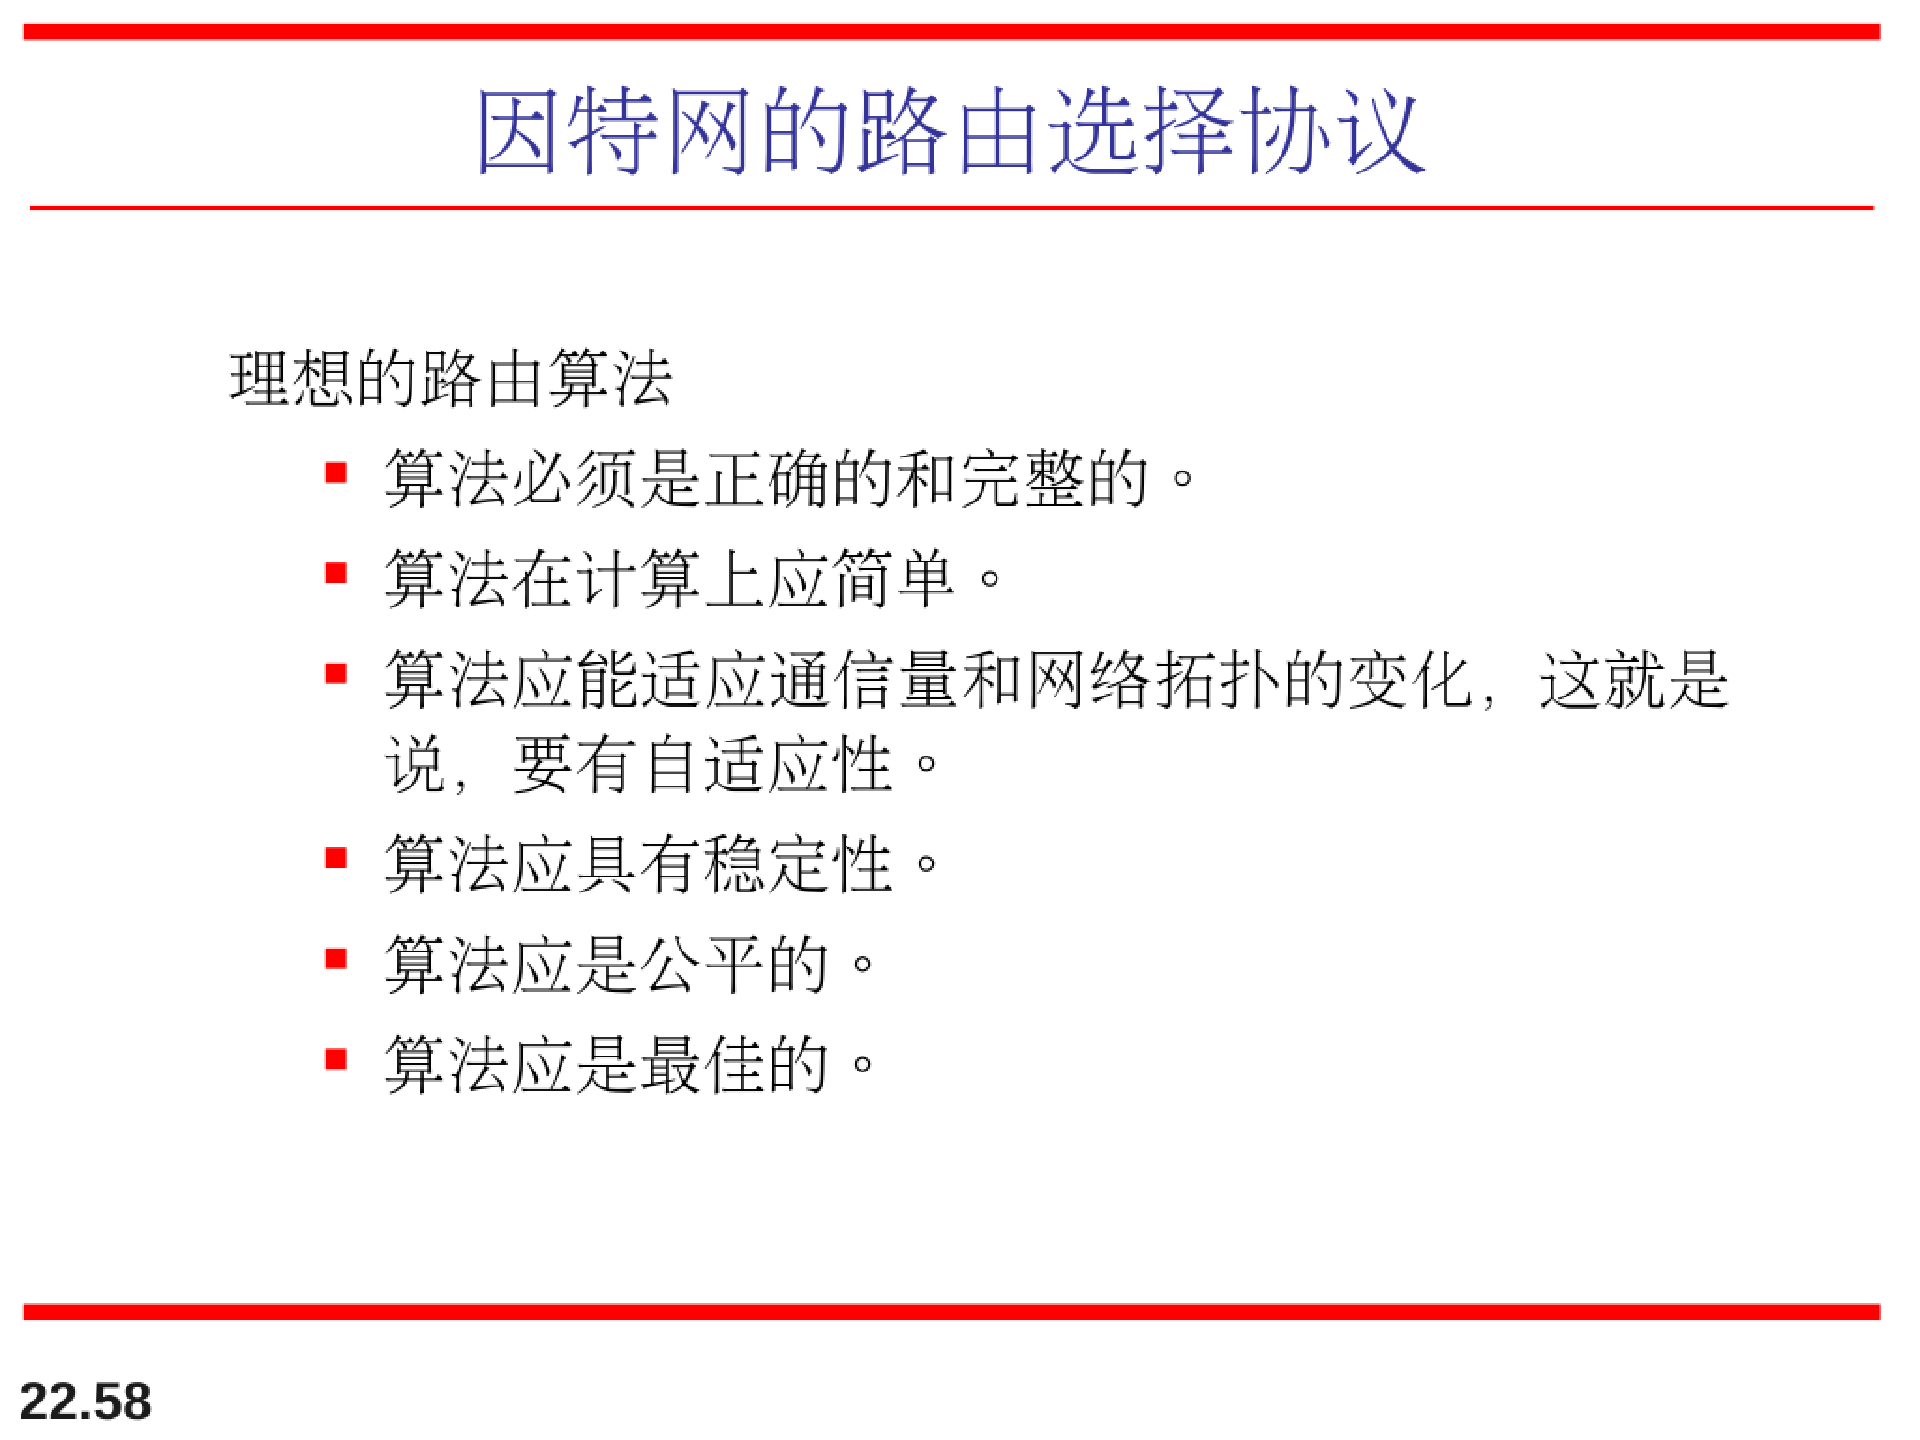 因特网的路由选择协议
理想的路由算法
算法必须是正确的和完整的。
算法在计算上应简单。
算法应能适应通信量和网络拓扑的变化，这就是
说，要有自适应性。
算法应具有稳定性。
算法应是公平的。
算法应是最佳的。
22.58